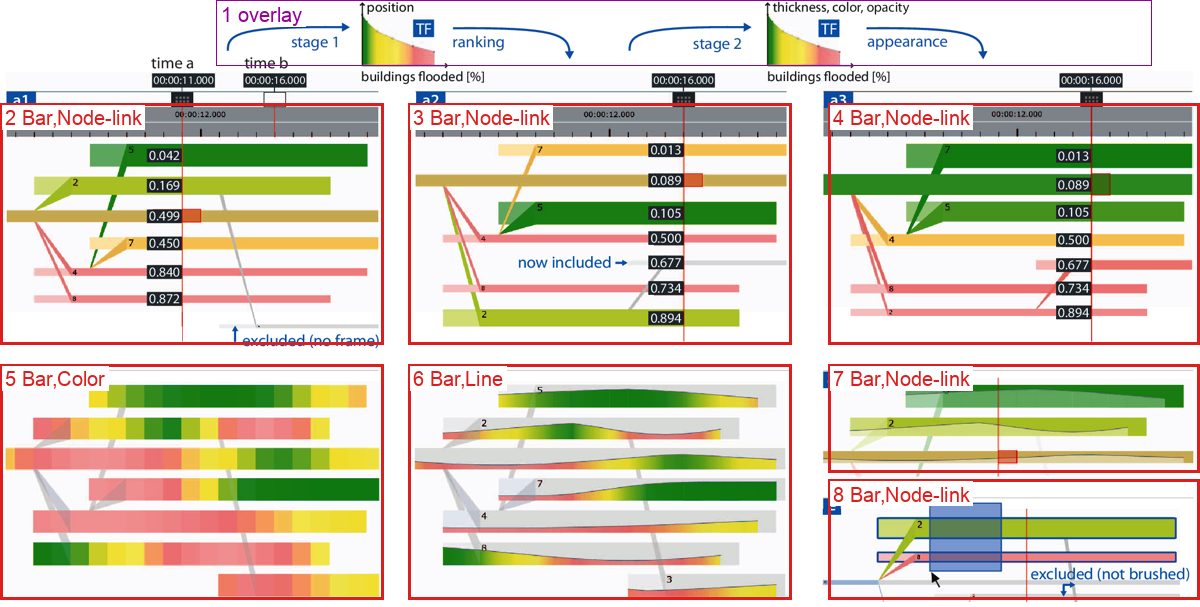 1 overlay
position
TF
stage 1
ranking
buildings flooded [%]
thickness, color, opacity
TF
stage 2
appearance
buildings flooded [%]
time a
time b
00:00:11.000
00:00:16.000
00:00:16.000
00:00:16.000
a1
a2
a3
2 Bar,Node-link
00:00:12.000
5
0.042
2
0.169
0.499
7
0.450
4
0.840
8
0.872
excluded (no frame)
3 Bar,Node-link
00:00:12.000
7
0.013
0.089
5
0.105
4
0.500
now included
0.677
8
0.734
2
0.894
4 Bar,Node-link
00:00:12.000
7
0.013
0.089
5
0.105
4
0.500
0.677
8
0.734
2
0.894
5 Bar,Color
6 Bar,Line
5
2
7
4
8
3
7 Bar,Node-link
2
8 Bar,Node-link
2
8
excluded (not brushed)